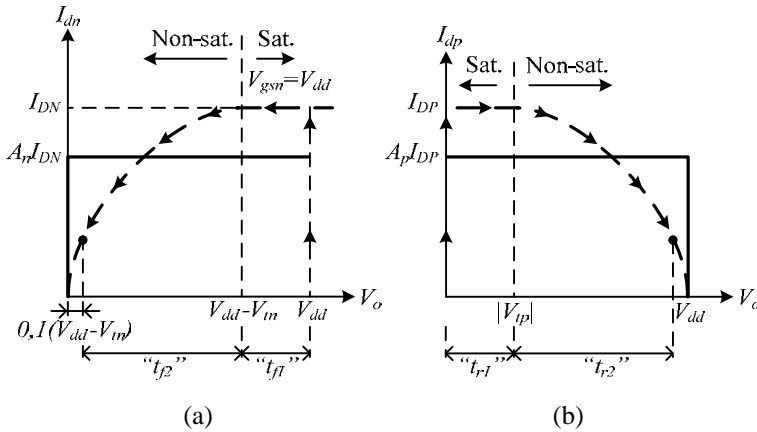 I_dn
Non-sat.
Sat.
V_gsn=V_dd
I_DN
A_nI_DN
V_dd-V_tn
V_dd
V_o
0,1(V_dd-V_tn)
"t_f2"
"t_f1"
(a)
I_dp
Sat.
Non-sat.
I_DP
A_pI_DP
|V_tp|
V_dd
V_o
"t_r1"
"t_r2"
(b)